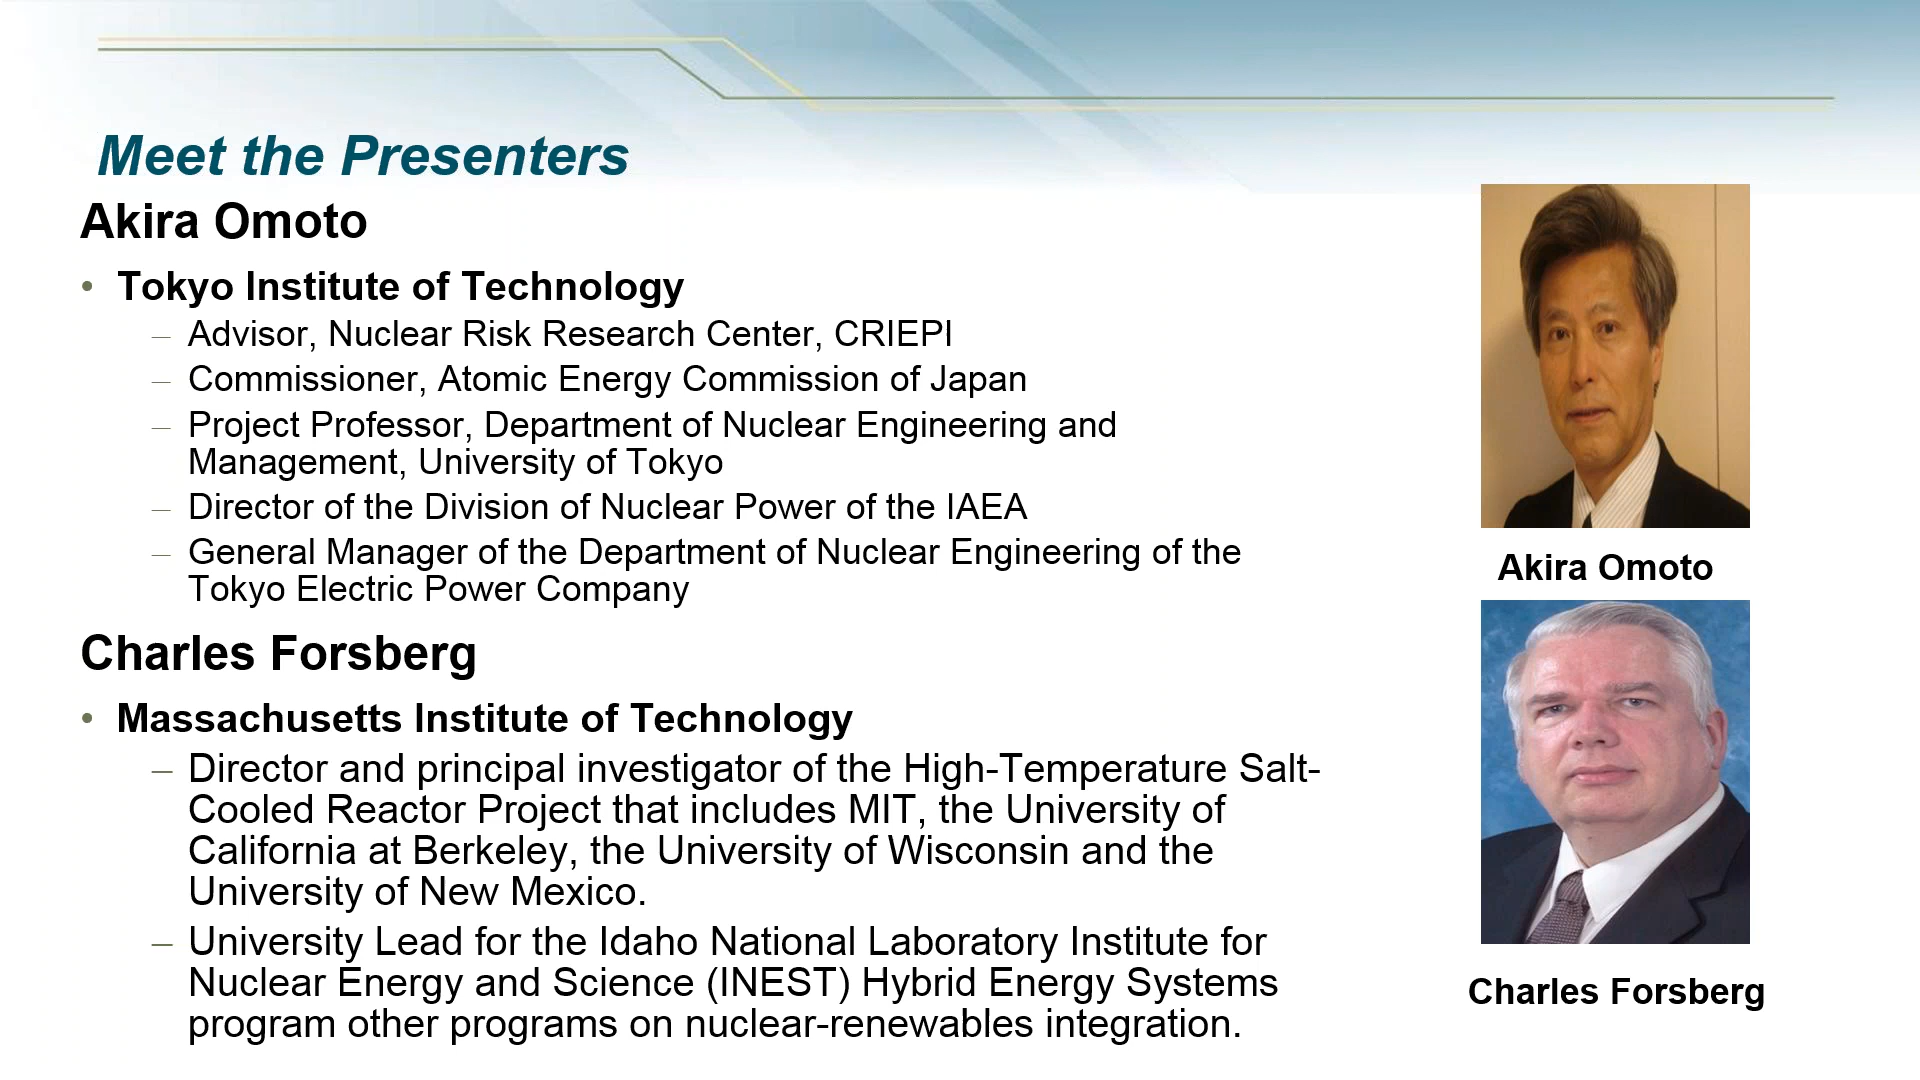 Meet the Presenters
Akira Omoto
• Tokyo Institute of Technology
– Advisor, Nuclear Risk Research Center, CRIEPI
– Commissioner, Atomic Energy Commission of Japan
– Project Professor, Department of Nuclear Engineering and
Management, University of Tokyo
– Director of the Division of Nuclear Power of the IAEA
– General Manager of the Department of Nuclear Engineering of the
Tokyo Electric Power Company
Charles Forsberg
• Massachusetts Institute of Technology
– Director and principal investigator of the High-Temperature Salt-
Cooled Reactor Project that includes MIT, the University of
California at Berkeley, the University of Wisconsin and the
University of New Mexico.
– University Lead for the Idaho National Laboratory Institute for
Nuclear Energy and Science (INEST) Hybrid Energy Systems
program other programs on nuclear-renewables integration.
Akira Omoto
Charles Forsberg